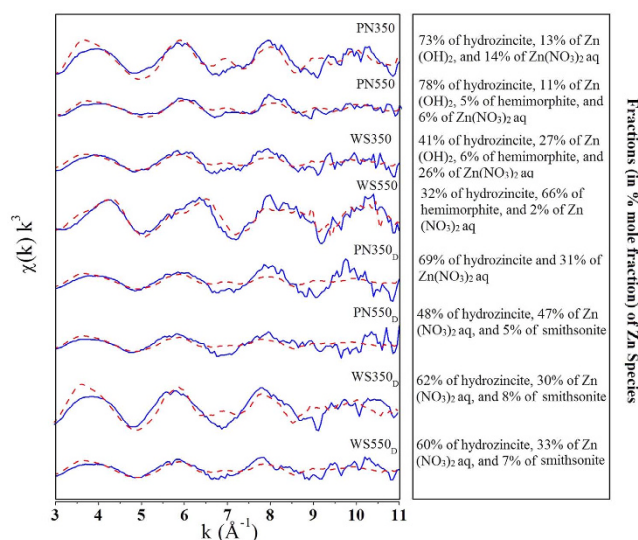 PN350
73% of hydrozincite, 13% of Zn
(OH)2, and 14% of Zn(NO3)2 aq
PN550
78% of hydrozincite, 11% of Zn
(OH)2, 5% of hemimorphite, and
6% of Zn(NO3)2 aq
WS350
41% of hydrozincite, 27% of Zn
(OH)2, 6% of hemimorphite, and
26% of Zn(NO3)2 aq
WS550
32% of hydrozincite, 66% of
hemimorphite, and 2% of Zn
(NO3)2 aq
PN350D
69% of hydrozincite and 31% of
Zn(NO3)2 aq
PN550D
48% of hydrozincite, 47% of Zn
(NO3)2 aq, and 5% of smithsonite
WS350D
62% of hydrozincite, 30% of Zn
(NO3)2 aq, and 8% of smithsonite
WS550D
60% of hydrozincite, 33% of Zn
(NO3)2 aq, and 7% of smithsonite
χ(k) k³
3 4 5 6 7 8 9 10 11
k (Å⁻¹)
Fractions (in % mole fraction) of Zn Species